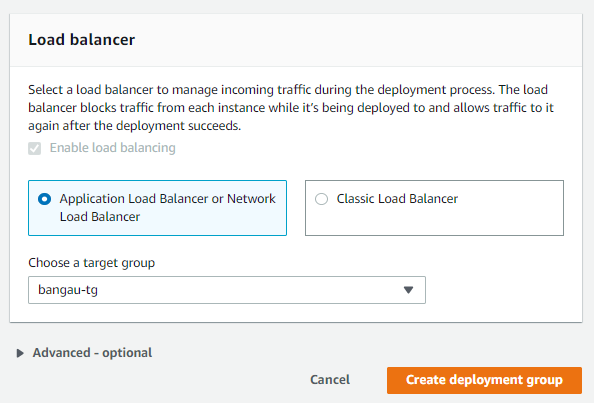 Load balancer
Select a load balancer to manage incoming traffic during the deployment process. The load
balancer blocks traffic from each instance while it's being deployed to and allows traffic to it
again after the deployment succeeds.
Enable load balancing
Application Load Balancer or Network
Load Balancer
Classic Load Balancer
Choose a target group
bangau-tg
Advanced - optional
Cancel
Create deployment group